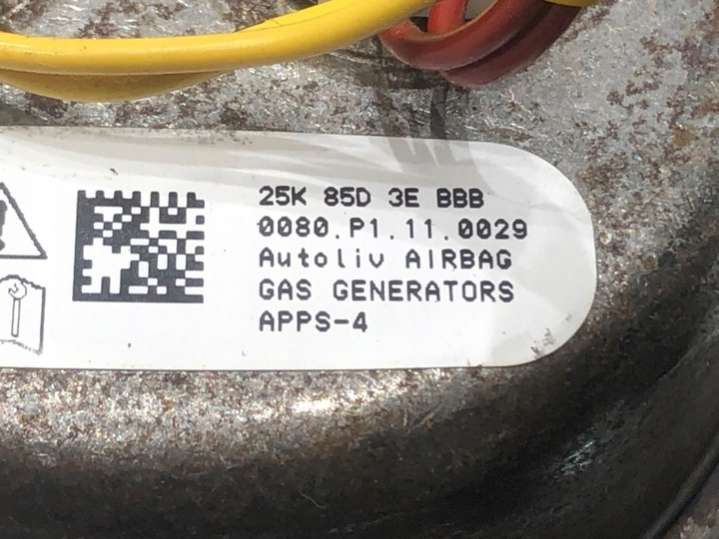 25K 85D 3E BBB
0080.P1.11.0029
Autoliv AIRBAG
GAS GENERATORS
APPS-4